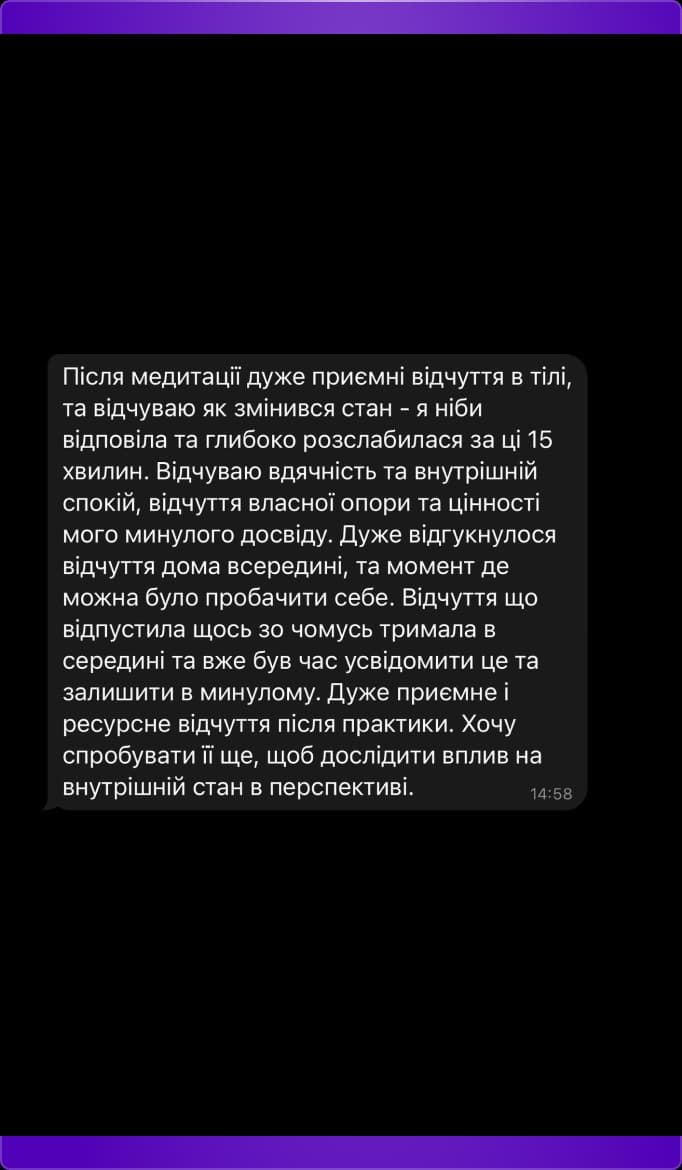 Після медитації дуже приємні відчуття в тілі,
та відчуваю як змінився стан - я ніби
відповіла та глибоко розслабилася за ці 15
хвилин. Відчуваю вдячність та внутрішній
спокій, відчуття власної опори та цінності
мого минулого досвіду. Дуже відгукнулося
відчуття дома всередині, та момент де
можна було пробачити себе. Відчуття що
відпустила щось зо чомусь тримала в
середині та вже був час усвідомити це та
залишити в минулому. Дуже приємне і
ресурсне відчуття після практики. Хочу
спробувати її ще, щоб дослідити вплив на
внутрішній стан в перспективі.
14:58